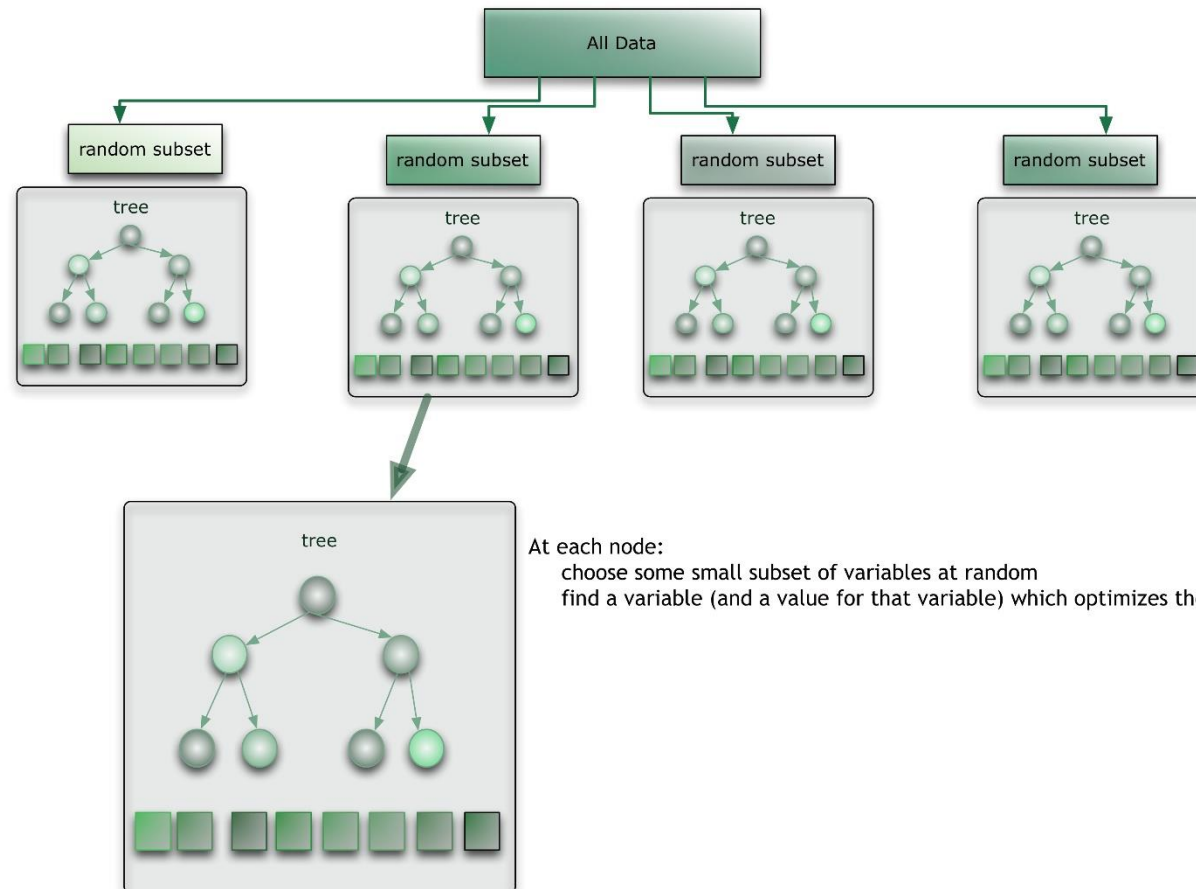 All Data
random subset
random subset
random subset
random subset
tree
tree
tree
tree
tree
At each node:
choose some small subset of variables at random
find a variable (and a value for that variable) which optimizes